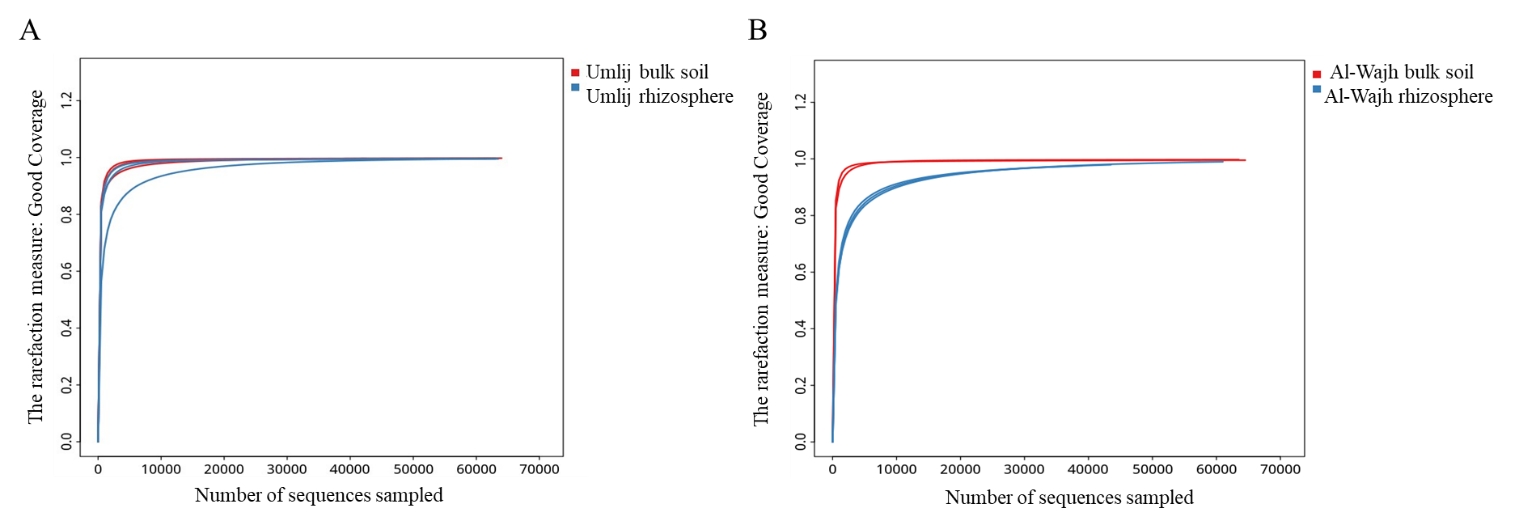 A
B
Umlij bulk soil
Umlij rhizosphere
Al-Wajh bulk soil
Al-Wajh rhizosphere
The rarefaction measure: Good Coverage
1.2
1.0
0.8
0.6
0.4
0.2
0.0
0 10000 20000 30000 40000 50000 60000 70000
Number of sequences sampled
The rarefaction measure: Good Coverage
1.2
1.0
0.8
0.6
0.4
0.2
0.0
0 10000 20000 30000 40000 50000 60000 70000
Number of sequences sampled